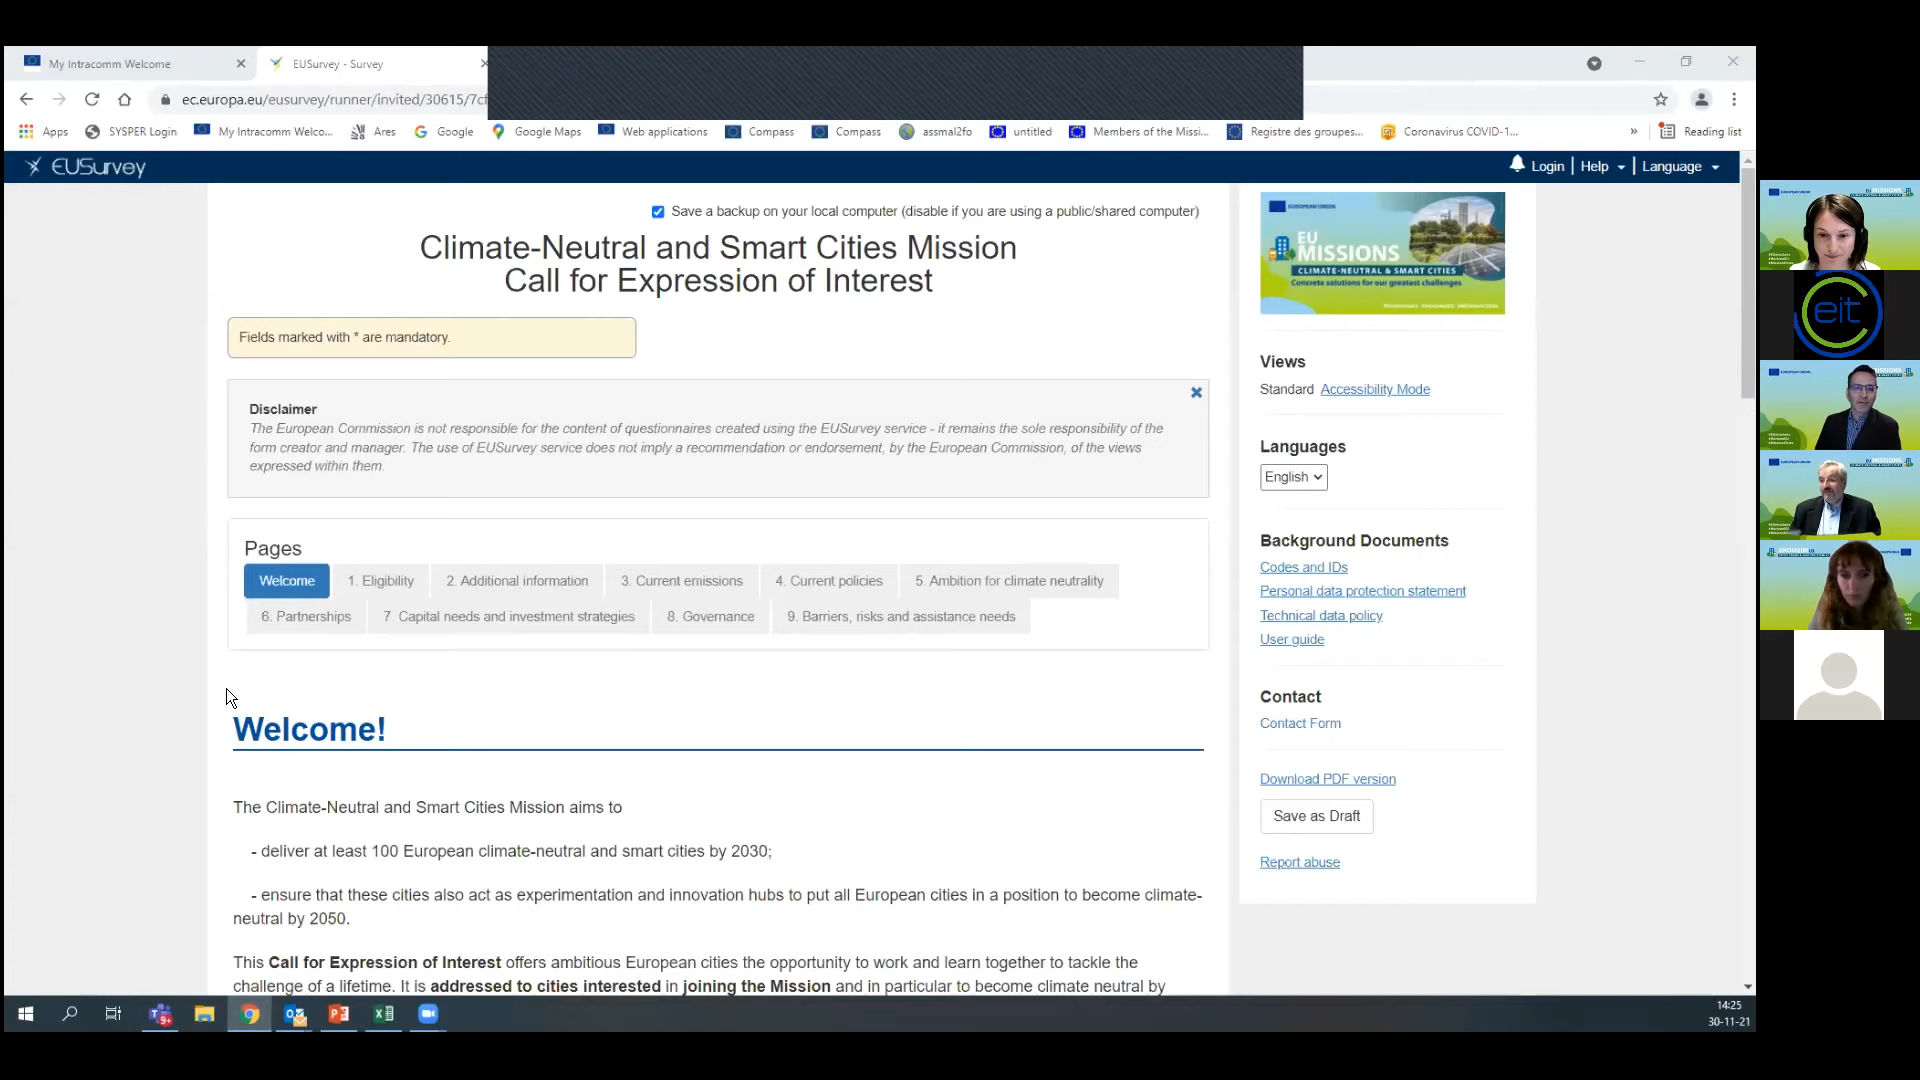 My Intracomm Welcome
EUSurvey - Survey
ec.europa.eu/eusurvey/runner/invited/30615/7cf
Apps
SYSPER Login
My Intracomm Welco...
Ares
Google
Google Maps
Web applications
Compass
Compass
assmal2fo
untitled
Members of the Missi...
Registre des groupes...
Coronavirus COVID-1...
»
Reading list
EUSurvey
Login | Help | Language
Save a backup on your local computer (disable if you are using a public/shared computer)
Climate-Neutral and Smart Cities Mission
Call for Expression of Interest
Fields marked with * are mandatory.
Disclaimer
The European Commission is not responsible for the content of questionnaires created using the EUSurvey service - it remains the sole responsibility of the
form creator and manager. The use of EUSurvey service does not imply a recommendation or endorsement, by the European Commission, of the views
expressed within them.
Pages
Welcome
1. Eligibility
2. Additional information
3. Current emissions
4. Current policies
5. Ambition for climate neutrality
6. Partnerships
7. Capital needs and investment strategies
8. Governance
9. Barriers, risks and assistance needs
Welcome!
The Climate-Neutral and Smart Cities Mission aims to
- deliver at least 100 European climate-neutral and smart cities by 2030;
- ensure that these cities also act as experimentation and innovation hubs to put all European cities in a position to become climate-
neutral by 2050.
This Call for Expression of Interest offers ambitious European cities the opportunity to work and learn together to tackle the
challenge of a lifetime. It is addressed to cities interested in joining the Mission and in particular to become climate neutral by
EUROPEAN UNION
EU
MISSIONS
CLIMATE-NEUTRAL & SMART CITIES
Concrete solutions for our greatest challenges
Views
Standard Accessibility Mode
Languages
English
Background Documents
Codes and IDs
Personal data protection statement
Technical data policy
User guide
Contact
Contact Form
Download PDF version
Save as Draft
Report abuse
eit
14:25
30-11-21